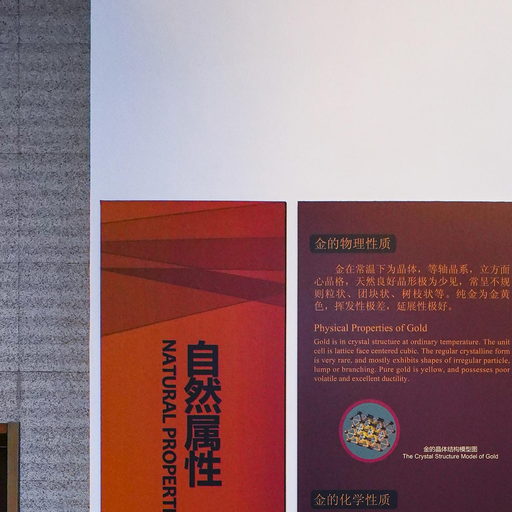 自然属性
NATURAL PROPERTI
金的物理性质
金在常温下为晶体，等轴晶系，立方面
心晶格，天然良好晶形极为少见，常呈不规
则粒状、团块状、树枝状等。纯金为金黄
色，挥发性极差，延展性极好。
Physical Properties of Gold
Gold is in crystal structure at ordinary temperature. The unit
cell is lattice face centered cubic. The regular crystalline form
is very rare, and mostly exhibits shapes of irregular particle,
lump or branching. Pure gold is yellow, and possesses poor
volatile and excellent ductility.
金的晶体结构模型图
The Crystal Structure Model of Gold
金的化学性质